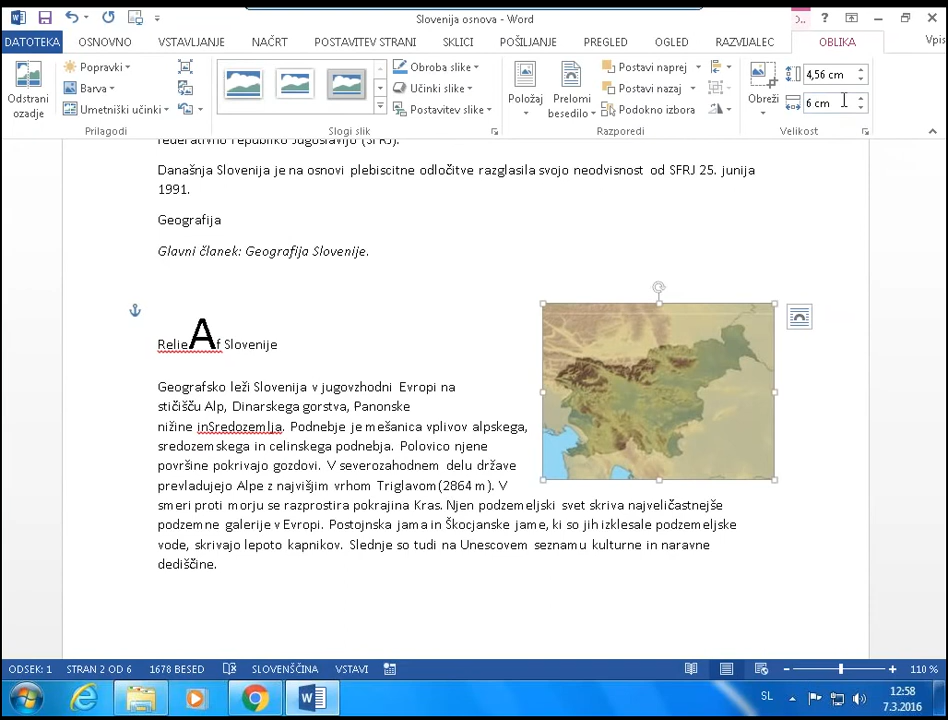 Slovenija osnova - Word
DATOTEKA OSNOVNO VSTAVLJANJE NAČRT POSTAVITEV STRANI SKLICI POŠILJANJE PREGLED OGLED RAZVIJALEC OBLIKA Vpis
Odstrani ozadje
Popravki
Barva
Umetniški učinki
Prilagodi
Obroba slike
Učinki slike
Postavitev slike
Slogi slik
Položaj
Prelomi besedilo
Postavi naprej
Postavi nazaj
Podokno izbora
Razporedi
Obreži
4,56 cm
6 cm
Velikost
federativno republiko Jugoslavijo (SFRJ).
Današnja Slovenija je na osnovi plebiscitne odločitve razglasila svojo neodvisnost od SFRJ 25. junija
1991.
Geografija
Glavni članek: Geografija Slovenije.
RelieAf Slovenije
Geografsko leži Slovenija v jugovzhodni Evropi na
stičišču Alp, Dinarskega gorstva, Panonske
nižine inSredozemlja. Podnebje je mešanica vplivov alpskega,
sredozemskega in celinskega podnebja. Polovico njene
površine pokrivajo gozdovi. V severozahodnem delu države
prevladujejo Alpe z najvišjim vrhom Triglavom(2864 m). V
smeri proti morju se razprostira pokrajina Kras. Njen podzemeljski svet skriva najveličastnejše
podzemne galerije v Evropi. Postojnska jama in Škocjanske jame, ki so jih izklesale podzemeljske
vode, skrivajo lepoto kapnikov. Slednje so tudi na Unescovem seznamu kulturne in naravne
dediščine.
ODSEK: 1 STRAN 2 OD 6 1678 BESED SLOVENŠČINA VSTAVI 110 %
SL
12:58
7.3.2016